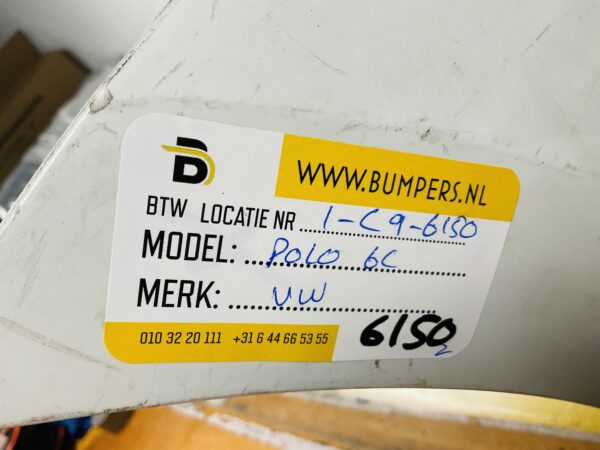 B
WWW.BUMPERS.NL
BTW LOCATIE NR 1-C9-6150
MODEL: POLO 6C
MERK: VW
010 32 20 111 +31 6 44 66 53 55
6150
2